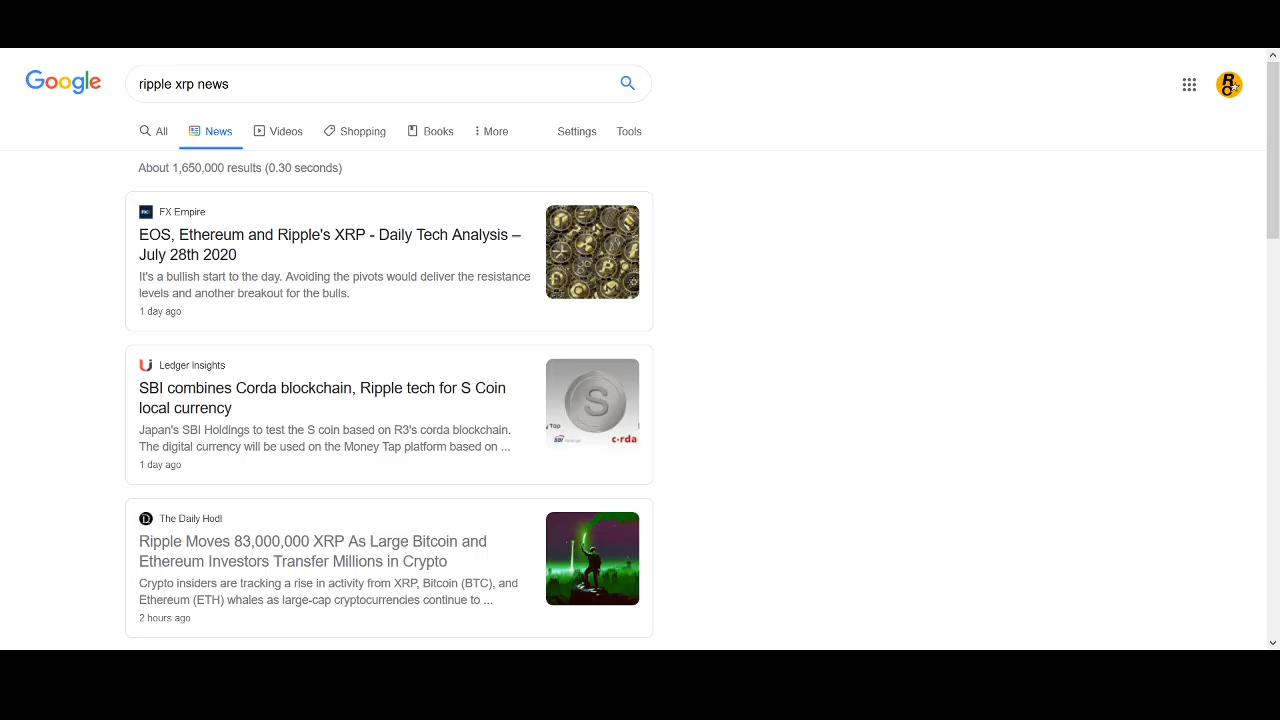 Google
ripple xrp news
All News Videos Shopping Books More Settings Tools
About 1,650,000 results (0.30 seconds)
FX Empire
EOS, Ethereum and Ripple's XRP - Daily Tech Analysis –
July 28th 2020
It's a bullish start to the day. Avoiding the pivots would deliver the resistance
levels and another breakout for the bulls.
1 day ago
Ledger Insights
SBI combines Corda blockchain, Ripple tech for S Coin
local currency
Japan's SBI Holdings to test the S coin based on R3's corda blockchain.
The digital currency will be used on the Money Tap platform based on ...
1 day ago
S
Tap
SBI
c·rda
The Daily Hodl
Ripple Moves 83,000,000 XRP As Large Bitcoin and
Ethereum Investors Transfer Millions in Crypto
Crypto insiders are tracking a rise in activity from XRP, Bitcoin (BTC), and
Ethereum (ETH) whales as large-cap cryptocurrencies continue to ...
2 hours ago